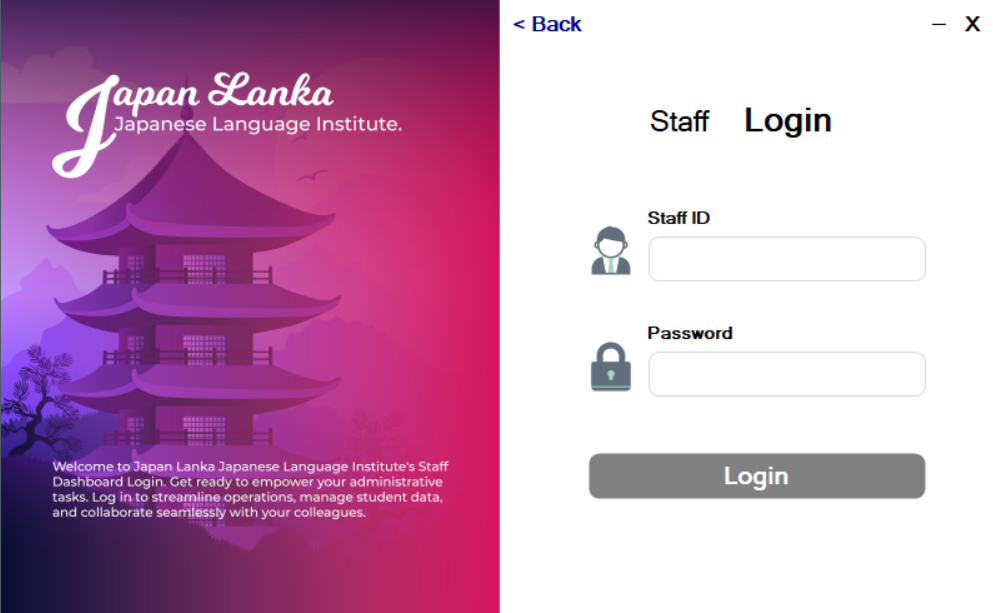 Japan Lanka
Japanese Language Institute.
Welcome to Japan Lanka Japanese Language Institute's Staff
Dashboard Login. Get ready to empower your administrative
tasks. Log in to streamline operations, manage student data,
and collaborate seamlessly with your colleagues.
< Back
– X
Staff Login
Staff ID
Password
Login